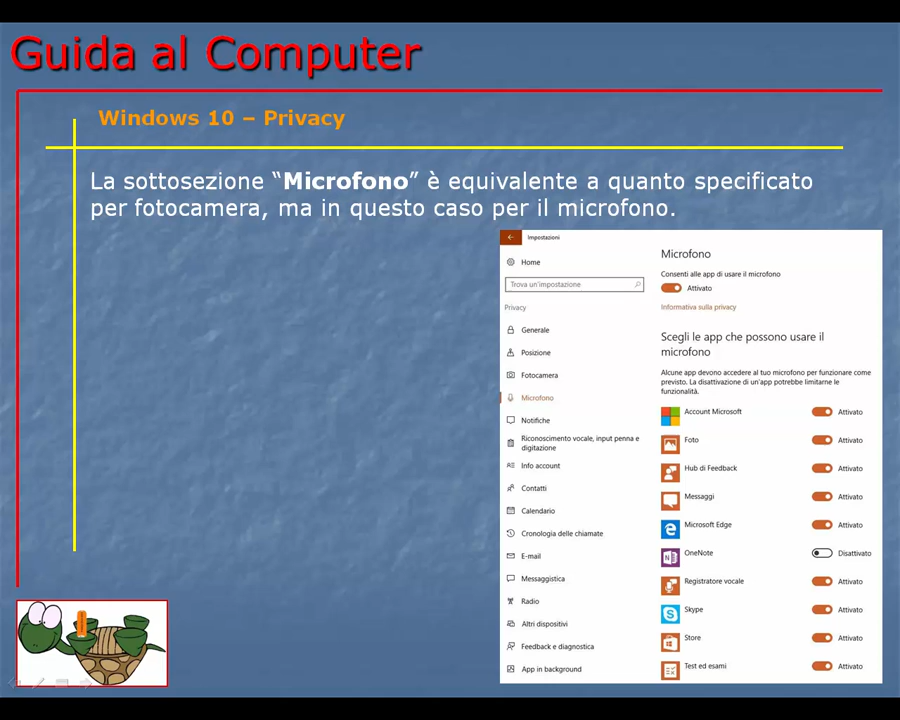 Guida al Computer
Windows 10 – Privacy
La sottosezione “Microfono” è equivalente a quanto specificato
per fotocamera, ma in questo caso per il microfono.
Impostazioni
Home
Trova un'impostazione
Privacy
Generale
Posizione
Fotocamera
Microfono
Notifiche
Riconoscimento vocale, input penna e
digitazione
Info account
Contatti
Calendario
Cronologia delle chiamate
E-mail
Messaggistica
Radio
Altri dispositivi
Feedback e diagnostica
App in background
Microfono
Consenti alle app di usare il microfono
Attivato
Informativa sulla privacy
Scegli le app che possono usare il
microfono
Alcune app devono accedere al tuo microfono per funzionare come
previsto. La disattivazione di un'app potrebbe limitarne le
funzionalità.
Account Microsoft Attivato
Foto Attivato
Hub di Feedback Attivato
Messaggi Attivato
Microsoft Edge Attivato
OneNote Disattivato
Registratore vocale Attivato
Skype Attivato
Store Attivato
Test ed esami Attivato